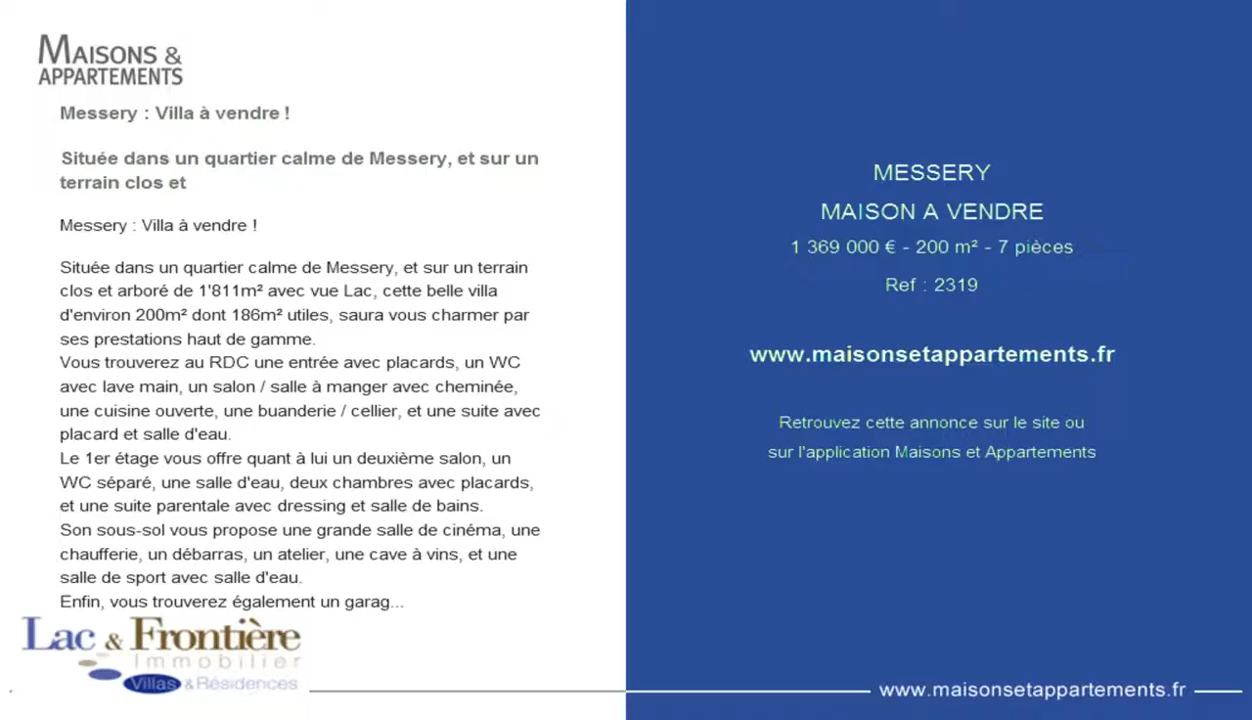 MAISONS &
APPARTEMENTS
Messery : Villa à vendre !
Située dans un quartier calme de Messery, et sur un
terrain clos et
Messery : Villa à vendre !
Située dans un quartier calme de Messery, et sur un terrain
clos et arboré de 1'811m² avec vue Lac, cette belle villa
d'environ 200m² dont 186m² utiles, saura vous charmer par
ses prestations haut de gamme.
Vous trouverez au RDC une entrée avec placards, un WC
avec lave main, un salon / salle à manger avec cheminée,
une cuisine ouverte, une buanderie / cellier, et une suite avec
placard et salle d'eau.
Le 1er étage vous offre quant à lui un deuxième salon, un
WC séparé, une salle d'eau, deux chambres avec placards,
et une suite parentale avec dressing et salle de bains.
Son sous-sol vous propose une grande salle de cinéma, une
chaufferie, un débarras, un atelier, une cave à vins, et une
salle de sport avec salle d'eau.
Enfin, vous trouverez également un garag...
Lac & Frontière
Immobilier
Villas & Résidences
MESSERY
MAISON A VENDRE
1 369 000 € - 200 m² - 7 pièces
Ref : 2319
www.maisonsetappartements.fr
Retrouvez cette annonce sur le site ou
sur l'application Maisons et Appartements
www.maisonsetappartements.fr